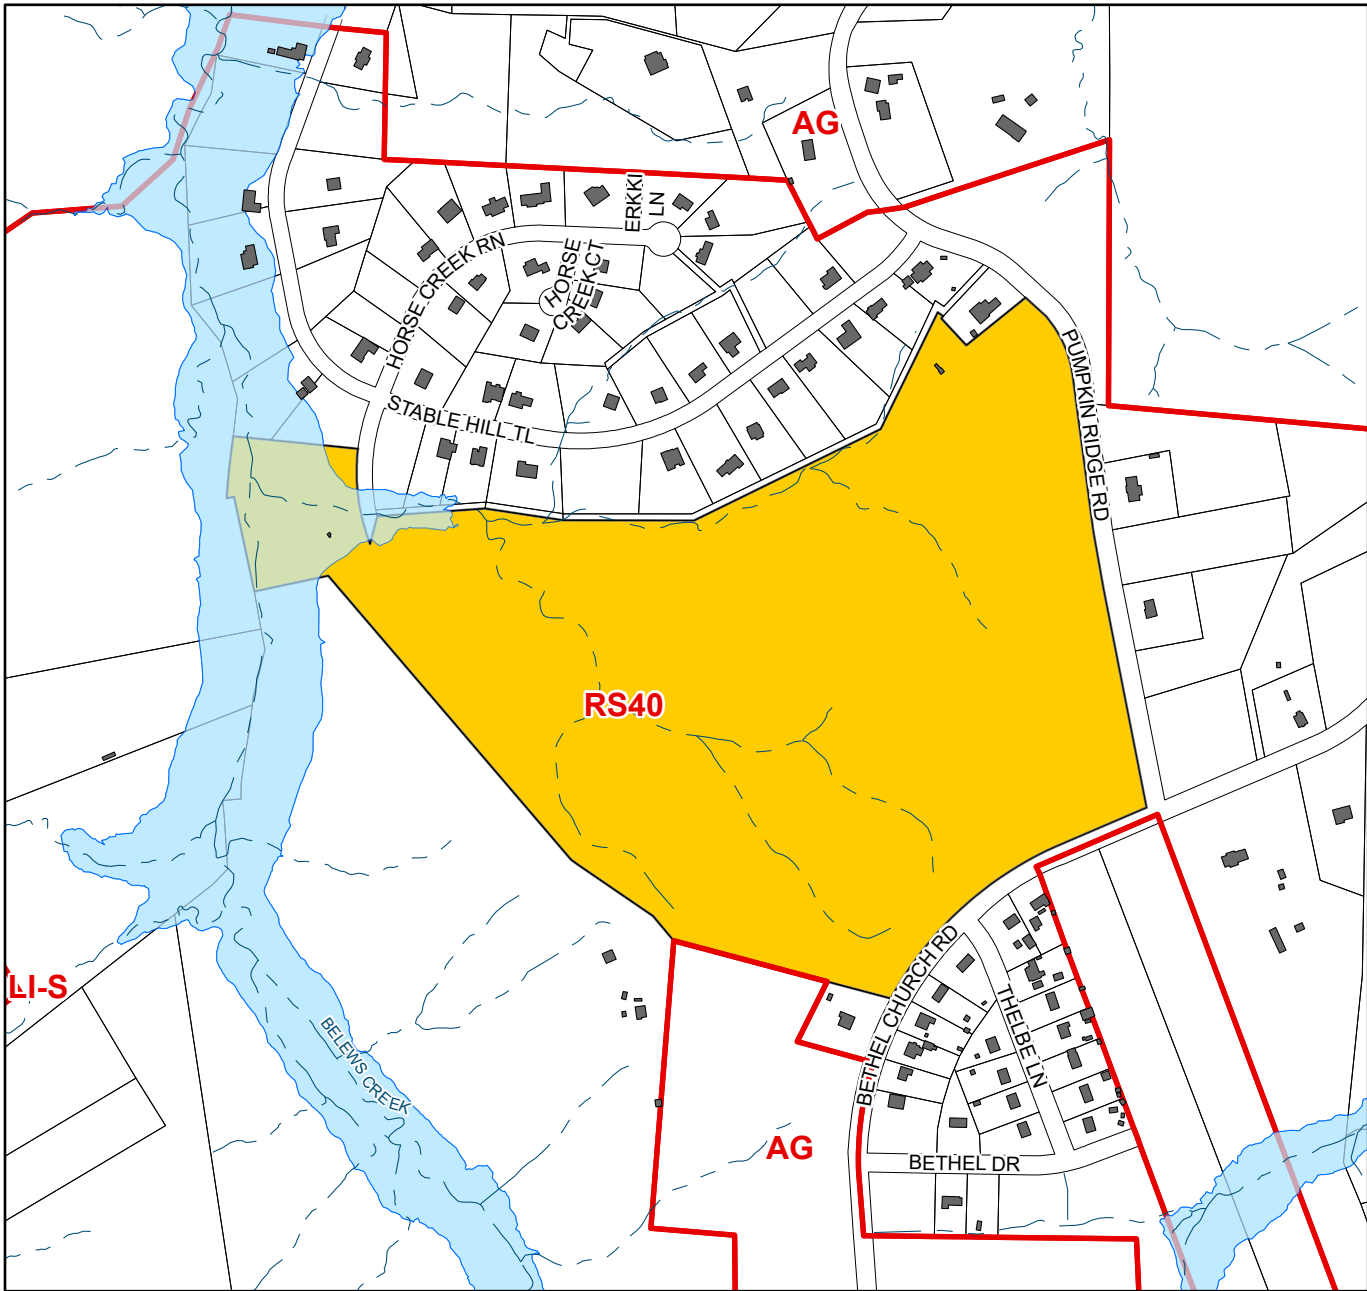 AG
ERKKI
LN
HORSE CREEK RN
HORSE
CREEK CT
PUMPKIN RIDGE RD
STABLE HILL TL
RS40
BETHEL CHURCH RD
LI-S
THELBE LN
BELEWS CREEK
AG
BETHEL DR